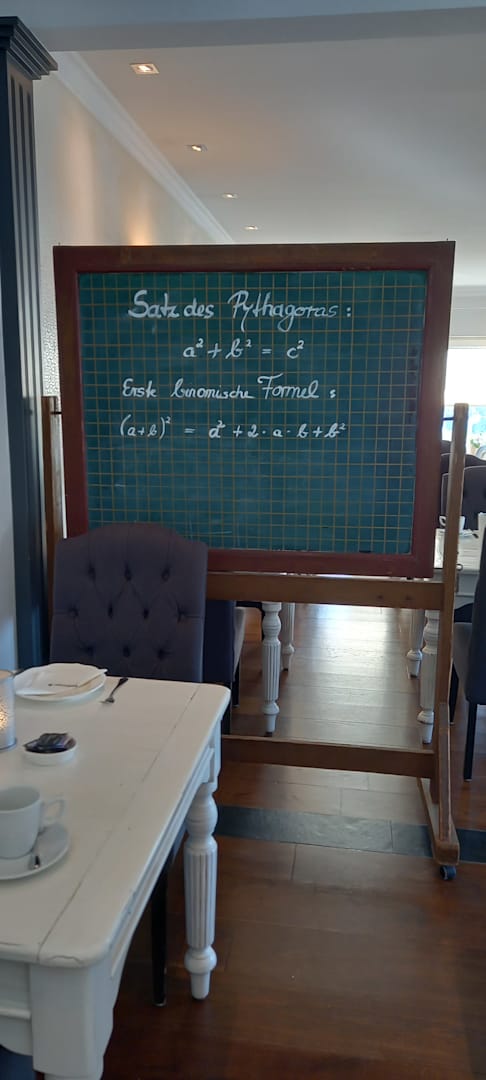 Satz des Pythagoras:
a² + b² = c²
Erste binomische Formel:
(a+b)² = a² + 2·a·b + b²